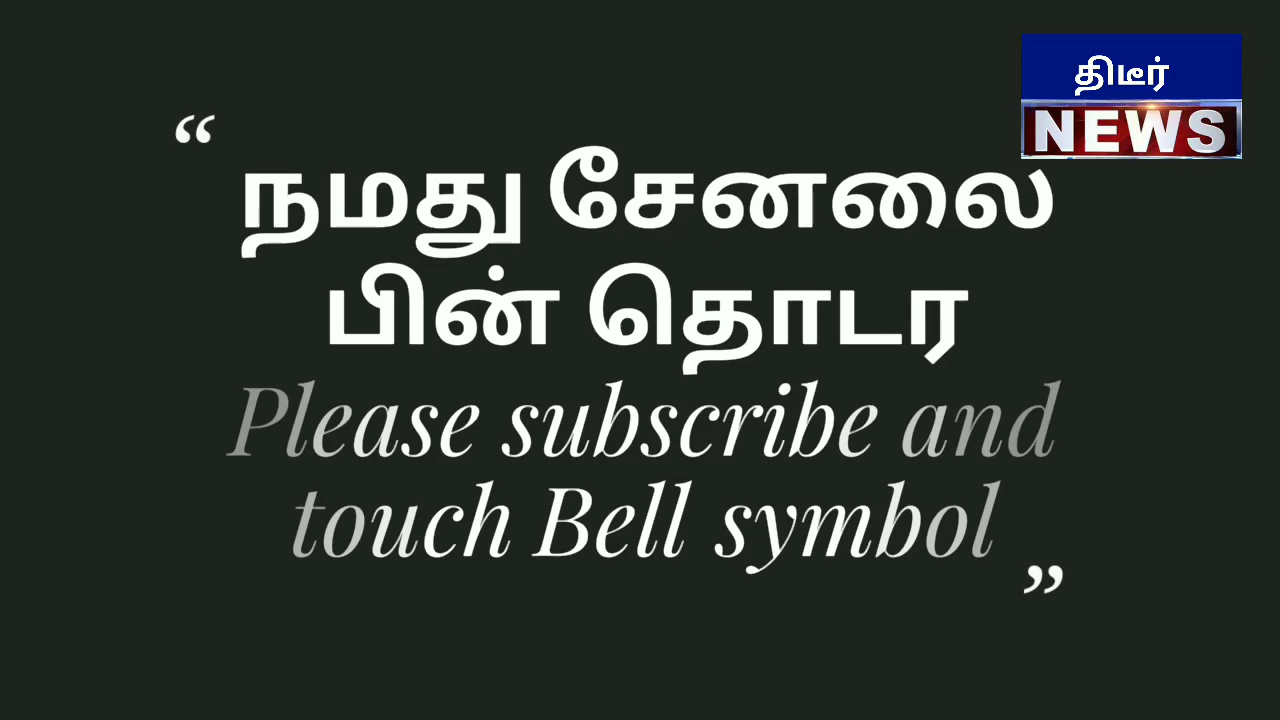 திடீர்
NEWS
“
நமது சேனலை
பின் தொடர
Please subscribe and
touch Bell symbol
”